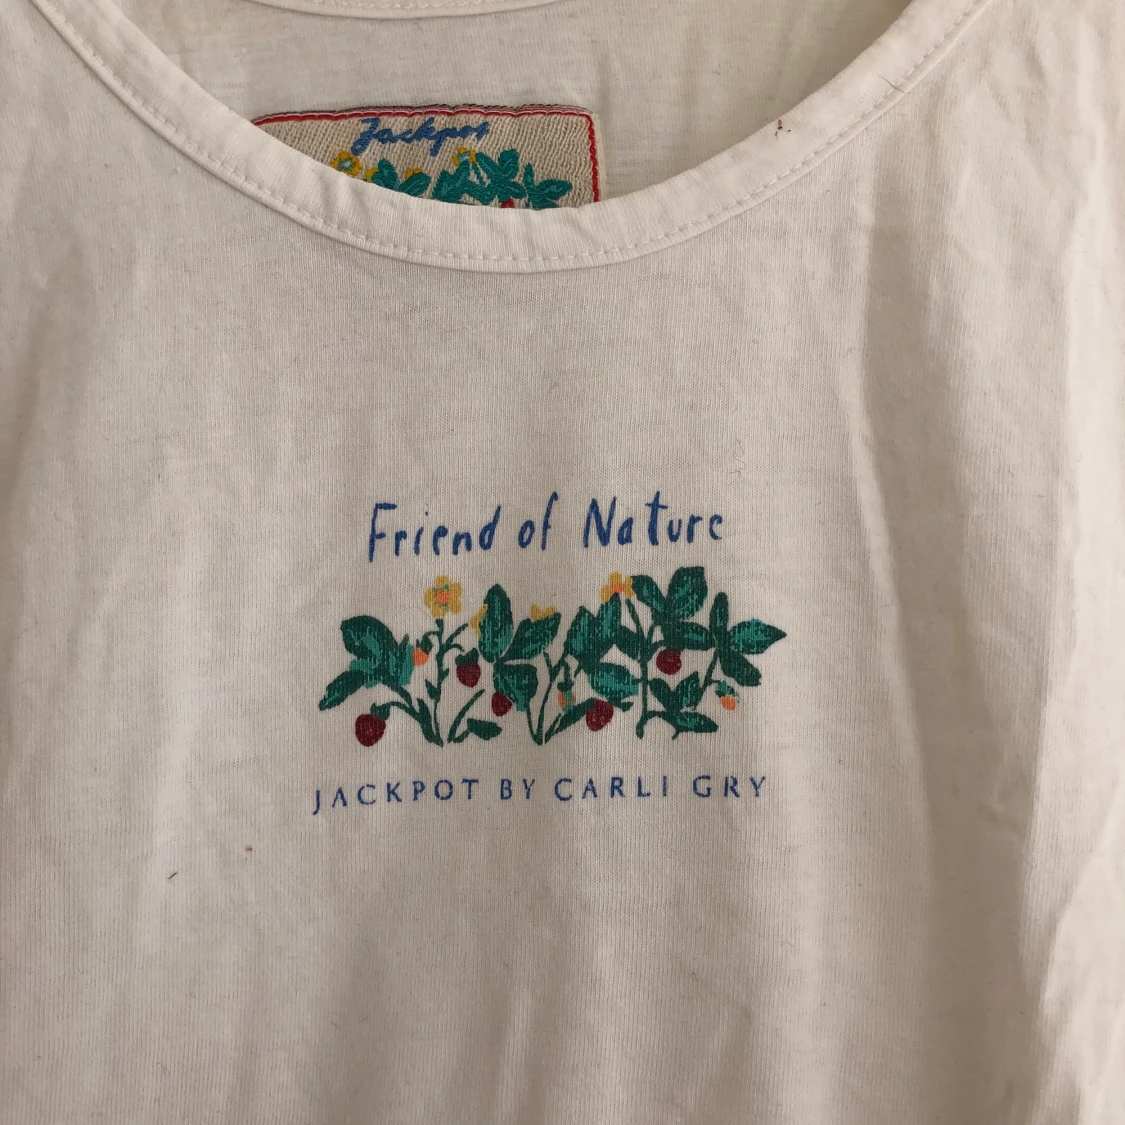 Jackpot
Friend of Nature
JACKPOT BY CARLI GRY